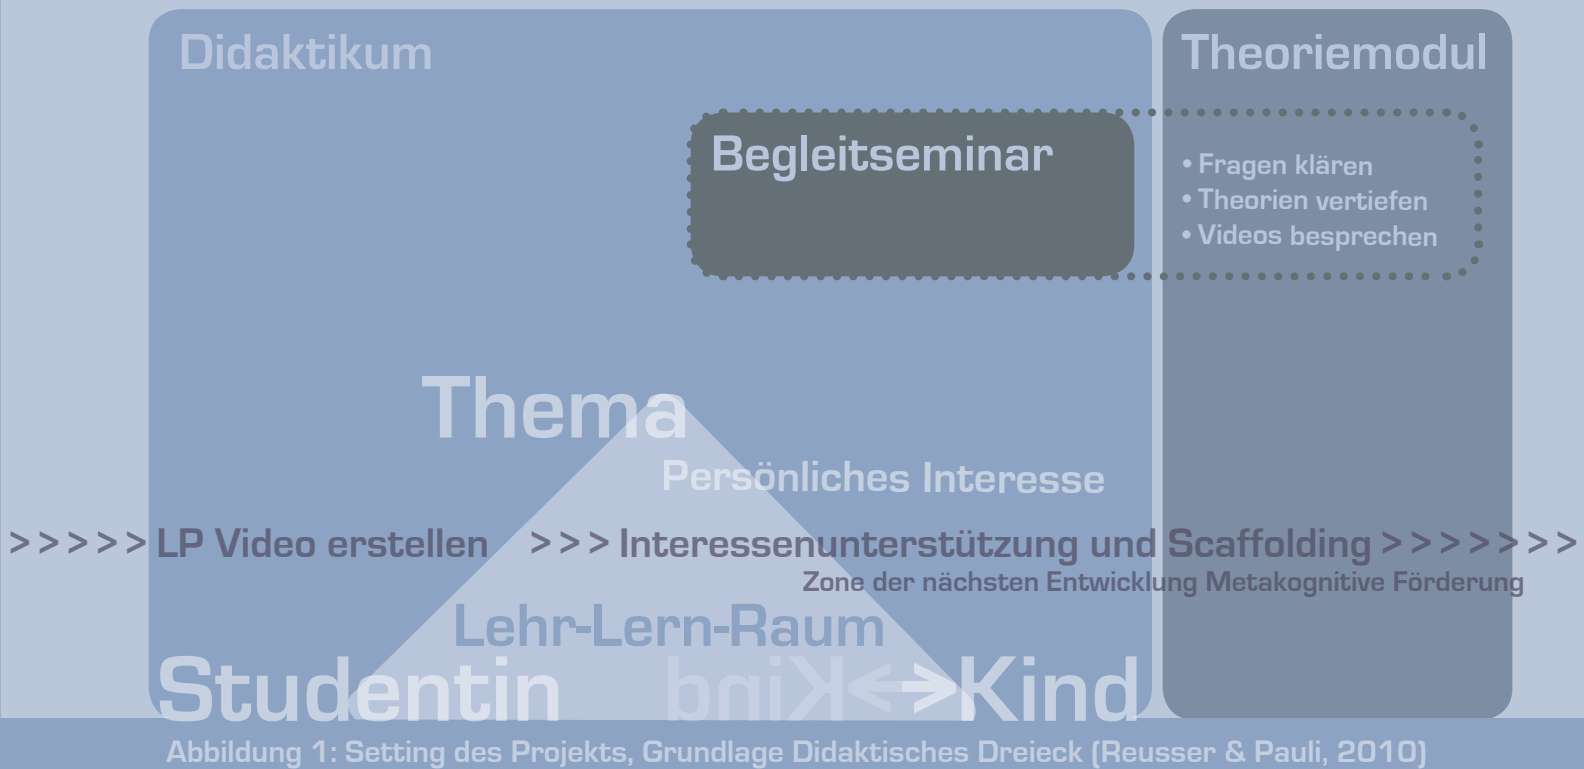 Didaktikum
Theoriemodul
Begleitseminar
• Fragen klären
• Theorien vertiefen
• Videos besprechen
Thema
Persönliches Interesse
>>>>> LP Video erstellen >>> Interessenunterstützung und Scaffolding >>>>>>>
Zone der nächsten Entwicklung Metakognitive Förderung
Lehr-Lern-Raum
Studentin Kind<->Kind
Abbildung 1: Setting des Projekts, Grundlage Didaktisches Dreieck (Reusser & Pauli, 2010)